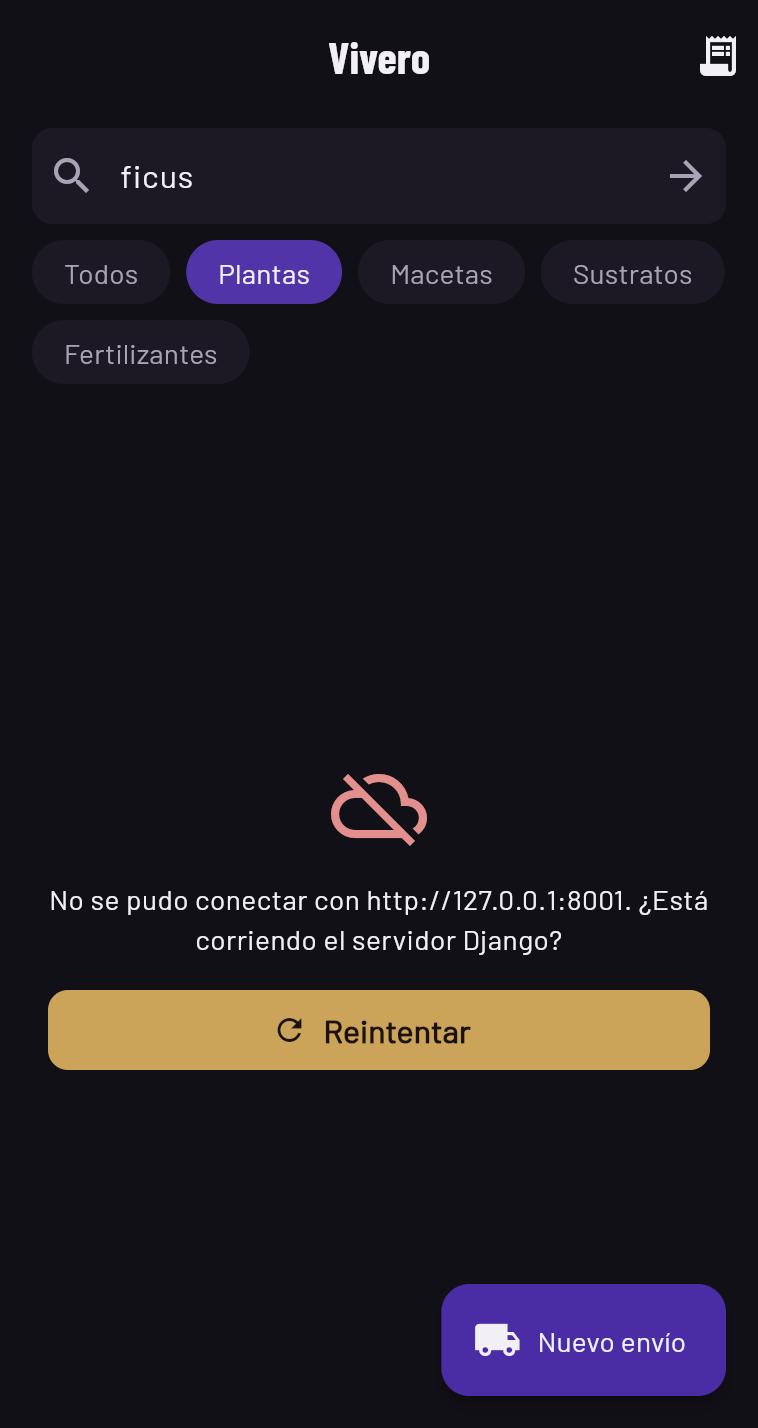 Vivero
ficus
Todos
Plantas
Macetas
Sustratos
Fertilizantes
No se pudo conectar con http://127.0.0.1:8001. ¿Está
corriendo el servidor Django?
Reintentar
Nuevo envío